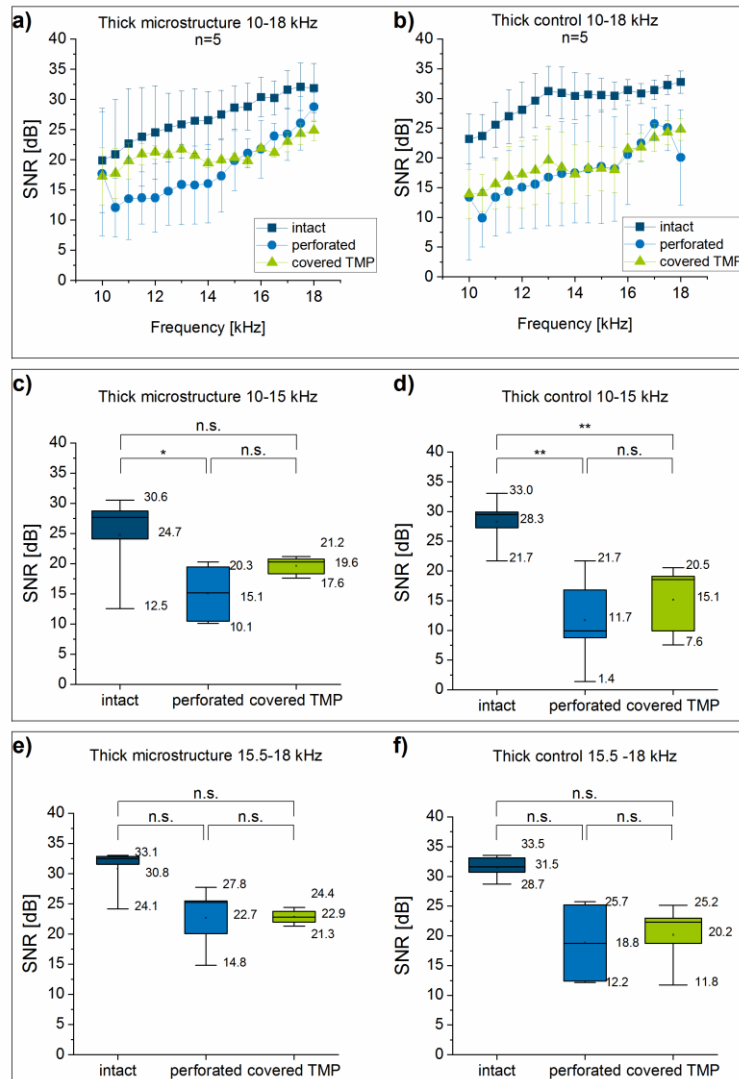 a)
Thick microstructure 10-18 kHz
n=5
SNR [dB]
40
35
30
25
20
15
10
5
0
intact
perforated
covered TMP
10 12 14 16 18
Frequency [kHz]
b)
Thick control 10-18 kHz
n=5
SNR [dB]
40
35
30
25
20
15
10
5
0
intact
perforated
covered TMP
10 12 14 16 18
Frequency [kHz]
c)
Thick microstructure 10-15 kHz
n.s.
* n.s.
SNR [dB]
40
35
30
25
20
15
10
5
0
30.6
24.7
12.5
20.3
15.1
10.1
21.2
19.6
17.6
intact perforated covered TMP
d)
Thick control 10-15 kHz
**
** n.s.
SNR [dB]
40
35
30
25
20
15
10
5
0
33.0
28.3
21.7
21.7
11.7
1.4
20.5
15.1
7.6
intact perforated covered TMP
e)
Thick microstructure 15.5-18 kHz
n.s.
n.s. n.s.
SNR [dB]
40
35
30
25
20
15
10
5
0
33.1
30.8
24.1
27.8
22.7
14.8
24.4
22.9
21.3
intact perforated covered TMP
f)
Thick control 15.5 -18 kHz
n.s.
n.s. n.s.
SNR [dB]
40
35
30
25
20
15
10
5
0
33.5
31.5
28.7
25.7
18.8
12.2
25.2
20.2
11.8
intact perforated covered TMP